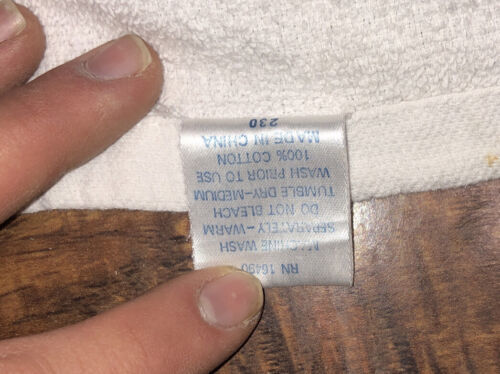 RN 16490
MACHINE WASH
SEPARATELY-WARM
DO NOT BLEACH
TUMBLE DRY-MEDIUM
WASH PRIOR TO USE
100% COTTON
MADE IN CHINA
230